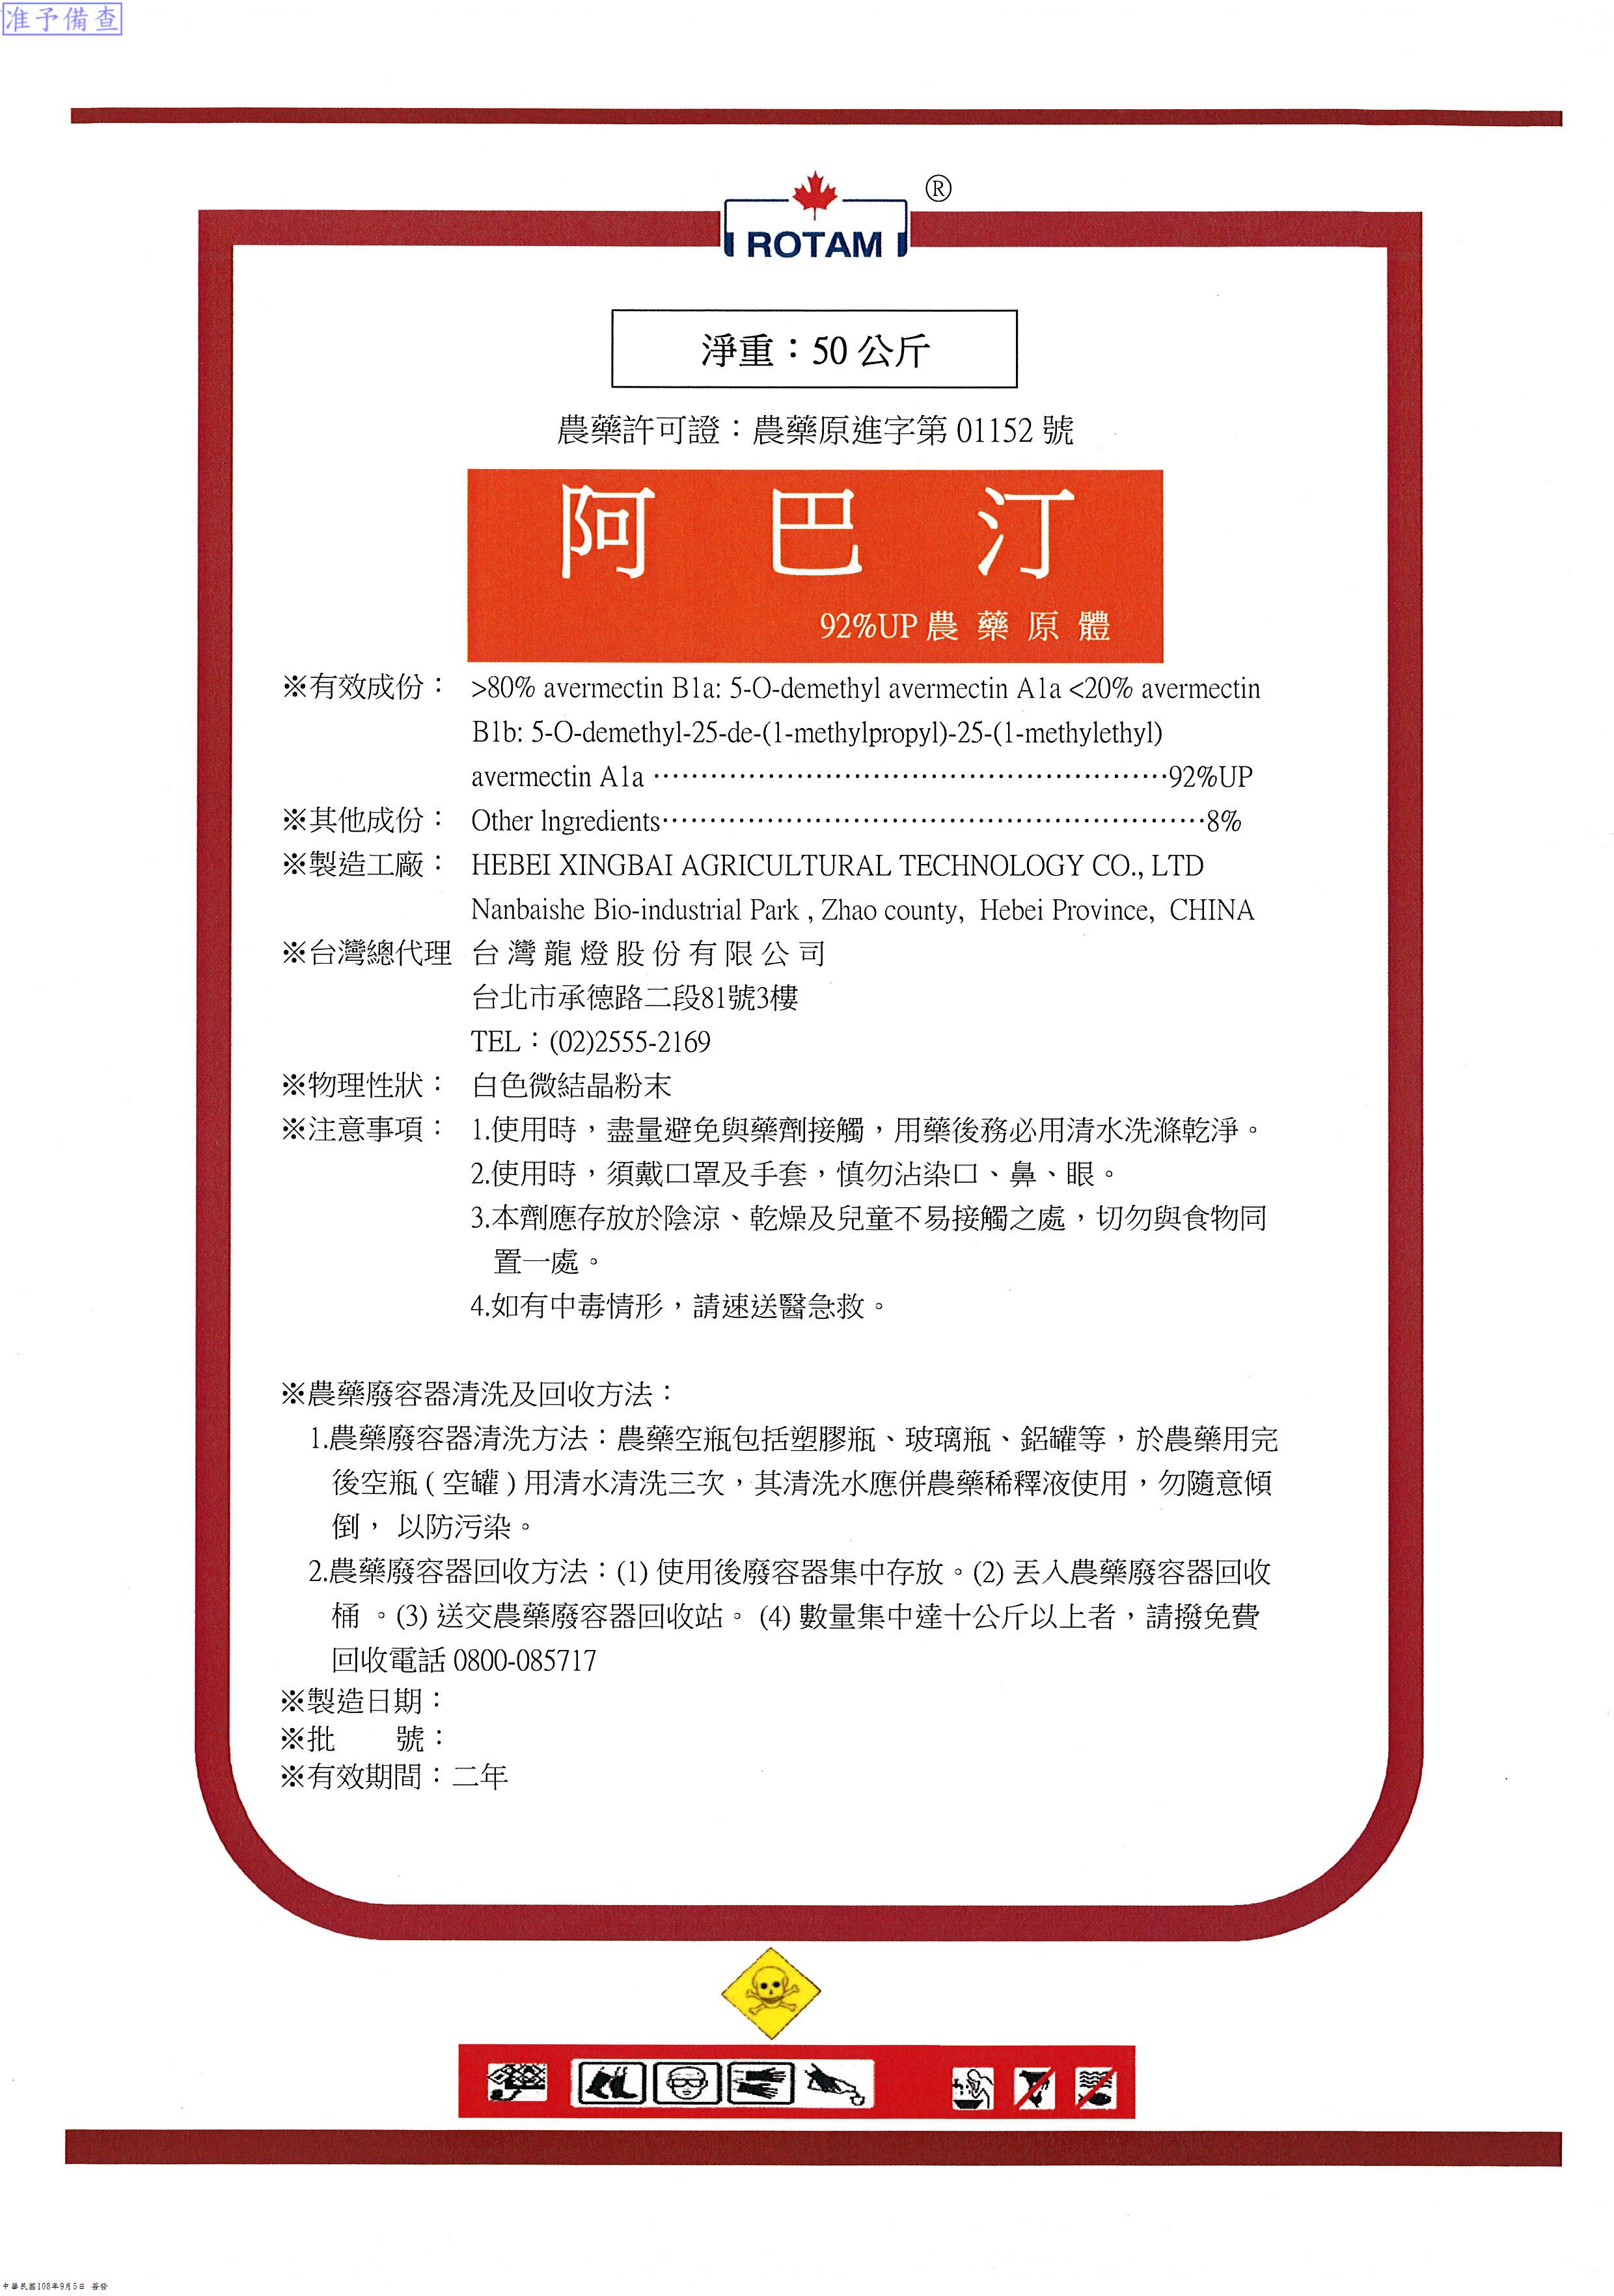 准予備查
®
ROTAM
淨重：50 公斤
農藥許可證：農藥原進字第 01152 號
阿 巴 汀
92%UP 農 藥 原 體
※有效成份： >80% avermectin B1a: 5-O-demethyl avermectin A1a <20% avermectin
B1b: 5-O-demethyl-25-de-(1-methylpropyl)-25-(1-methylethyl)
avermectin A1a ……………………………………………92%UP
※其他成份： Other Ingredients………………………………………………8%
※製造工廠： HEBEI XINGBAI AGRICULTURAL TECHNOLOGY CO., LTD
Nanbaishe Bio-industrial Park , Zhao county, Hebei Province, CHINA
※台灣總代理 台灣龍燈股份有限公司
台北市承德路二段81號3樓
TEL：(02)2555-2169
※物理性狀： 白色微結晶粉末
※注意事項： 1.使用時，盡量避免與藥劑接觸，用藥後務必用清水洗滌乾淨。
2.使用時，須戴口罩及手套，慎勿沾染口、鼻、眼。
3.本劑應存放於陰涼、乾燥及兒童不易接觸之處，切勿與食物同
置一處。
4.如有中毒情形，請速送醫急救。
※農藥廢容器清洗及回收方法：
1.農藥廢容器清洗方法：農藥空瓶包括塑膠瓶、玻璃瓶、鋁罐等，於農藥用完
後空瓶 ( 空罐 ) 用清水清洗三次，其清洗水應併農藥稀釋液使用，勿隨意傾
倒， 以防污染。
2.農藥廢容器回收方法：(1) 使用後廢容器集中存放。(2) 丟入農藥廢容器回收
桶 。(3) 送交農藥廢容器回收站。 (4) 數量集中達十公斤以上者，請撥免費
回收電話 0800-085717
※製造日期：
※批　　號：
※有效期間：二年
中華民國108年9月5日 簽發